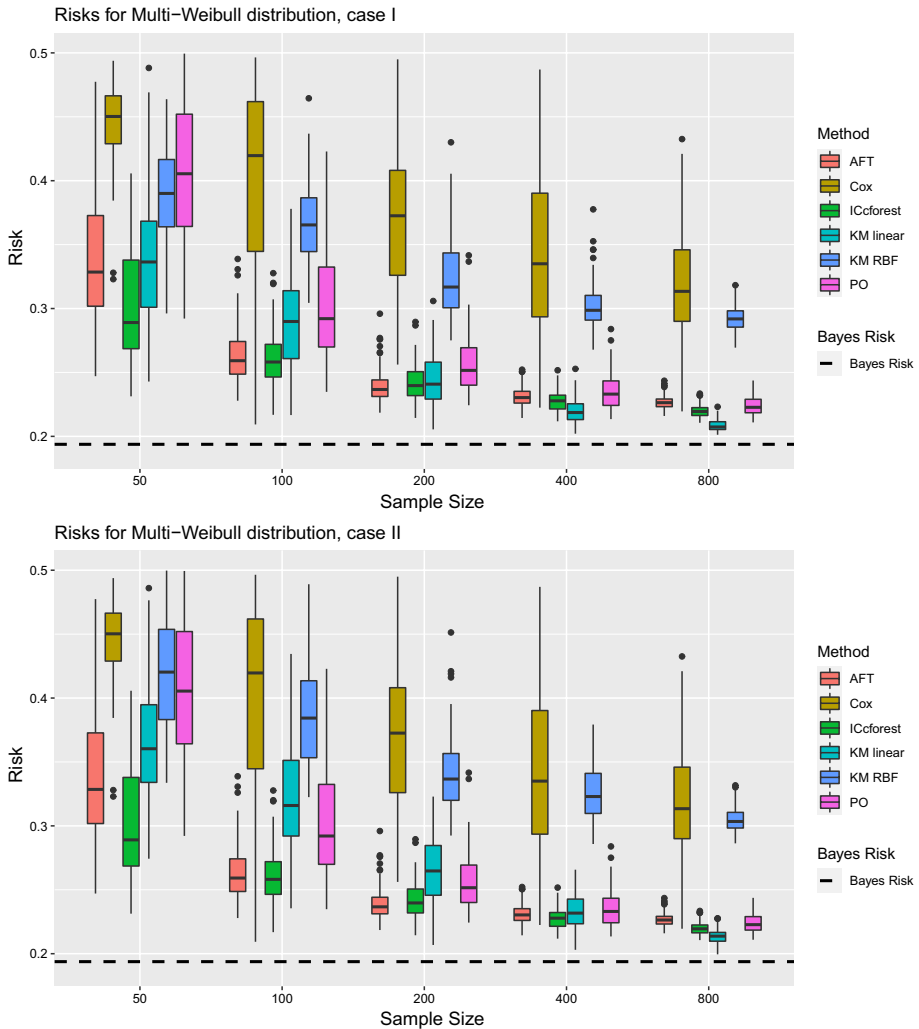 Risks for Multi−Weibull distribution, case I
0.5
0.4
0.3
0.2
Risk
50 100 200 400 800
Sample Size
Method
AFT
Cox
ICcforest
KM linear
KM RBF
PO
Bayes Risk
Bayes Risk
Risks for Multi−Weibull distribution, case II
0.5
0.4
0.3
0.2
Risk
50 100 200 400 800
Sample Size
Method
AFT
Cox
ICcforest
KM linear
KM RBF
PO
Bayes Risk
Bayes Risk